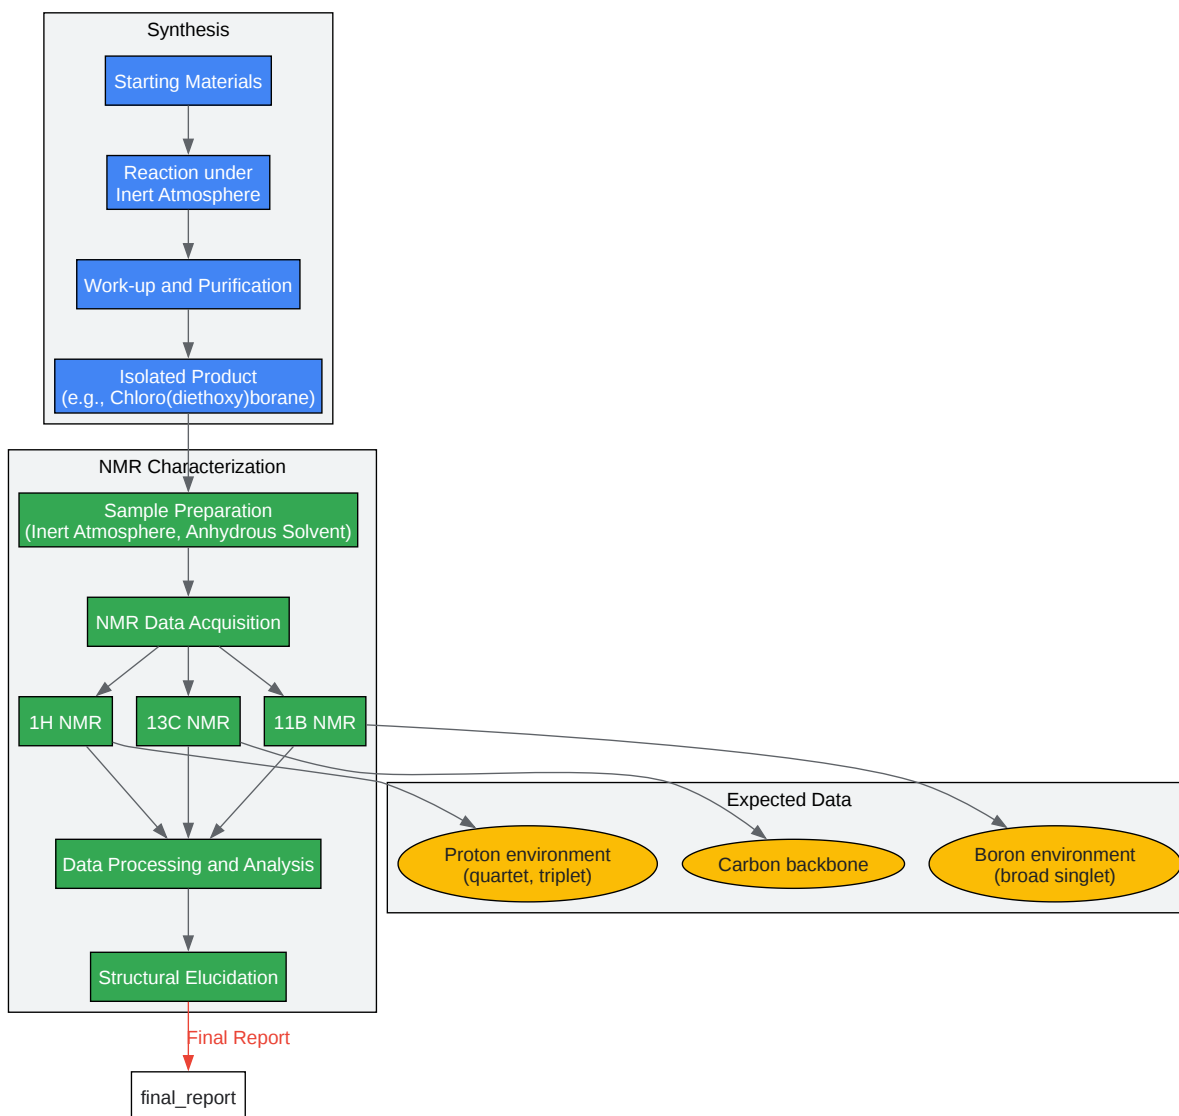 Synthesis
Starting Materials
Reaction under
Inert Atmosphere
Work-up and Purification
Isolated Product
(e.g., Chloro(diethoxy)borane)
NMR Characterization
Sample Preparation
(Inert Atmosphere, Anhydrous Solvent)
NMR Data Acquisition
1H NMR
13C NMR
11B NMR
Expected Data
Proton environment
(quartet, triplet)
Carbon backbone
Boron environment
(broad singlet)
Data Processing and Analysis
Structural Elucidation
Final Report
final_report